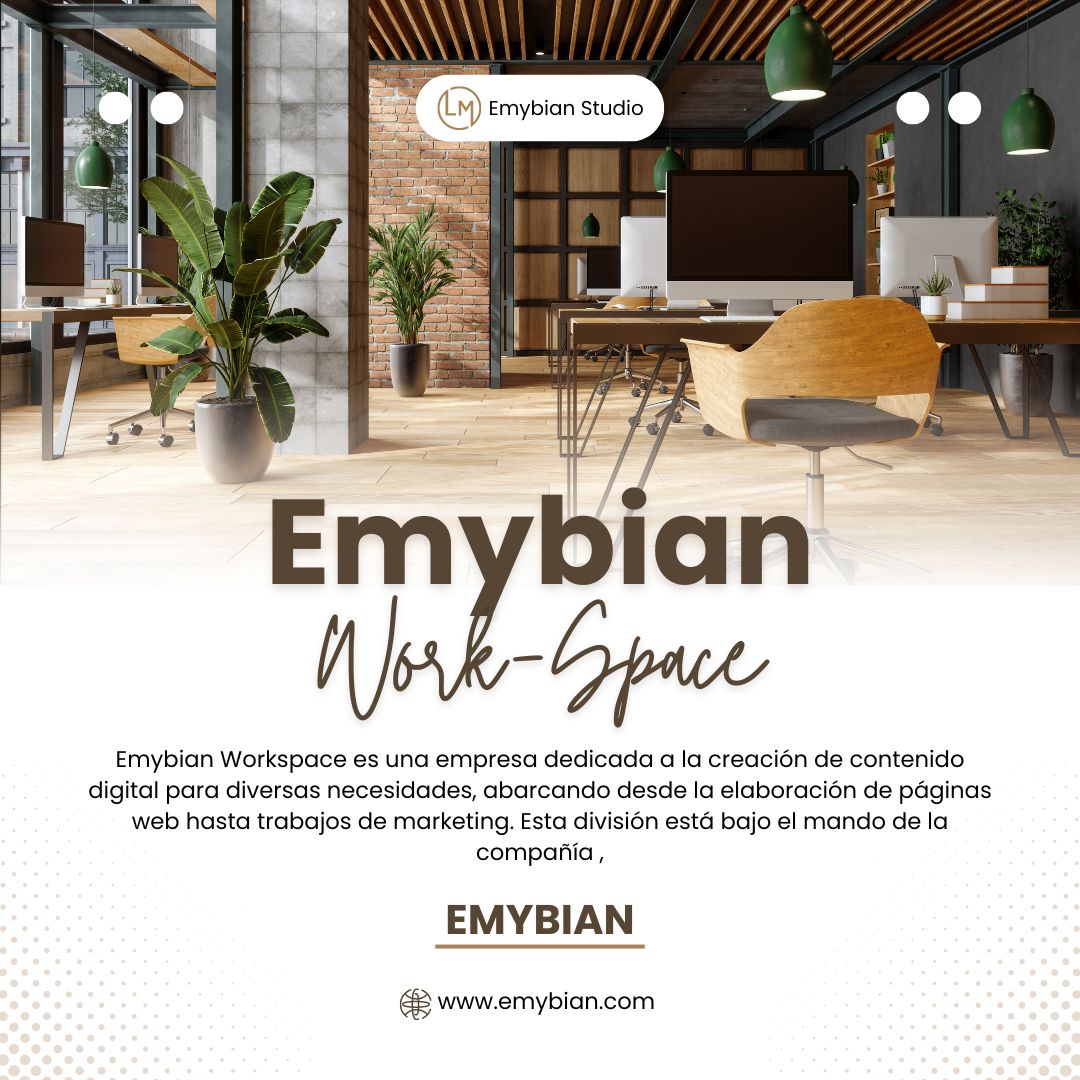 LM Emybian Studio
Emybian
Work-Space
Emybian Workspace es una empresa dedicada a la creación de contenido
digital para diversas necesidades, abarcando desde la elaboración de páginas
web hasta trabajos de marketing. Esta división está bajo el mando de la
compañía ,
EMYBIAN
www.emybian.com